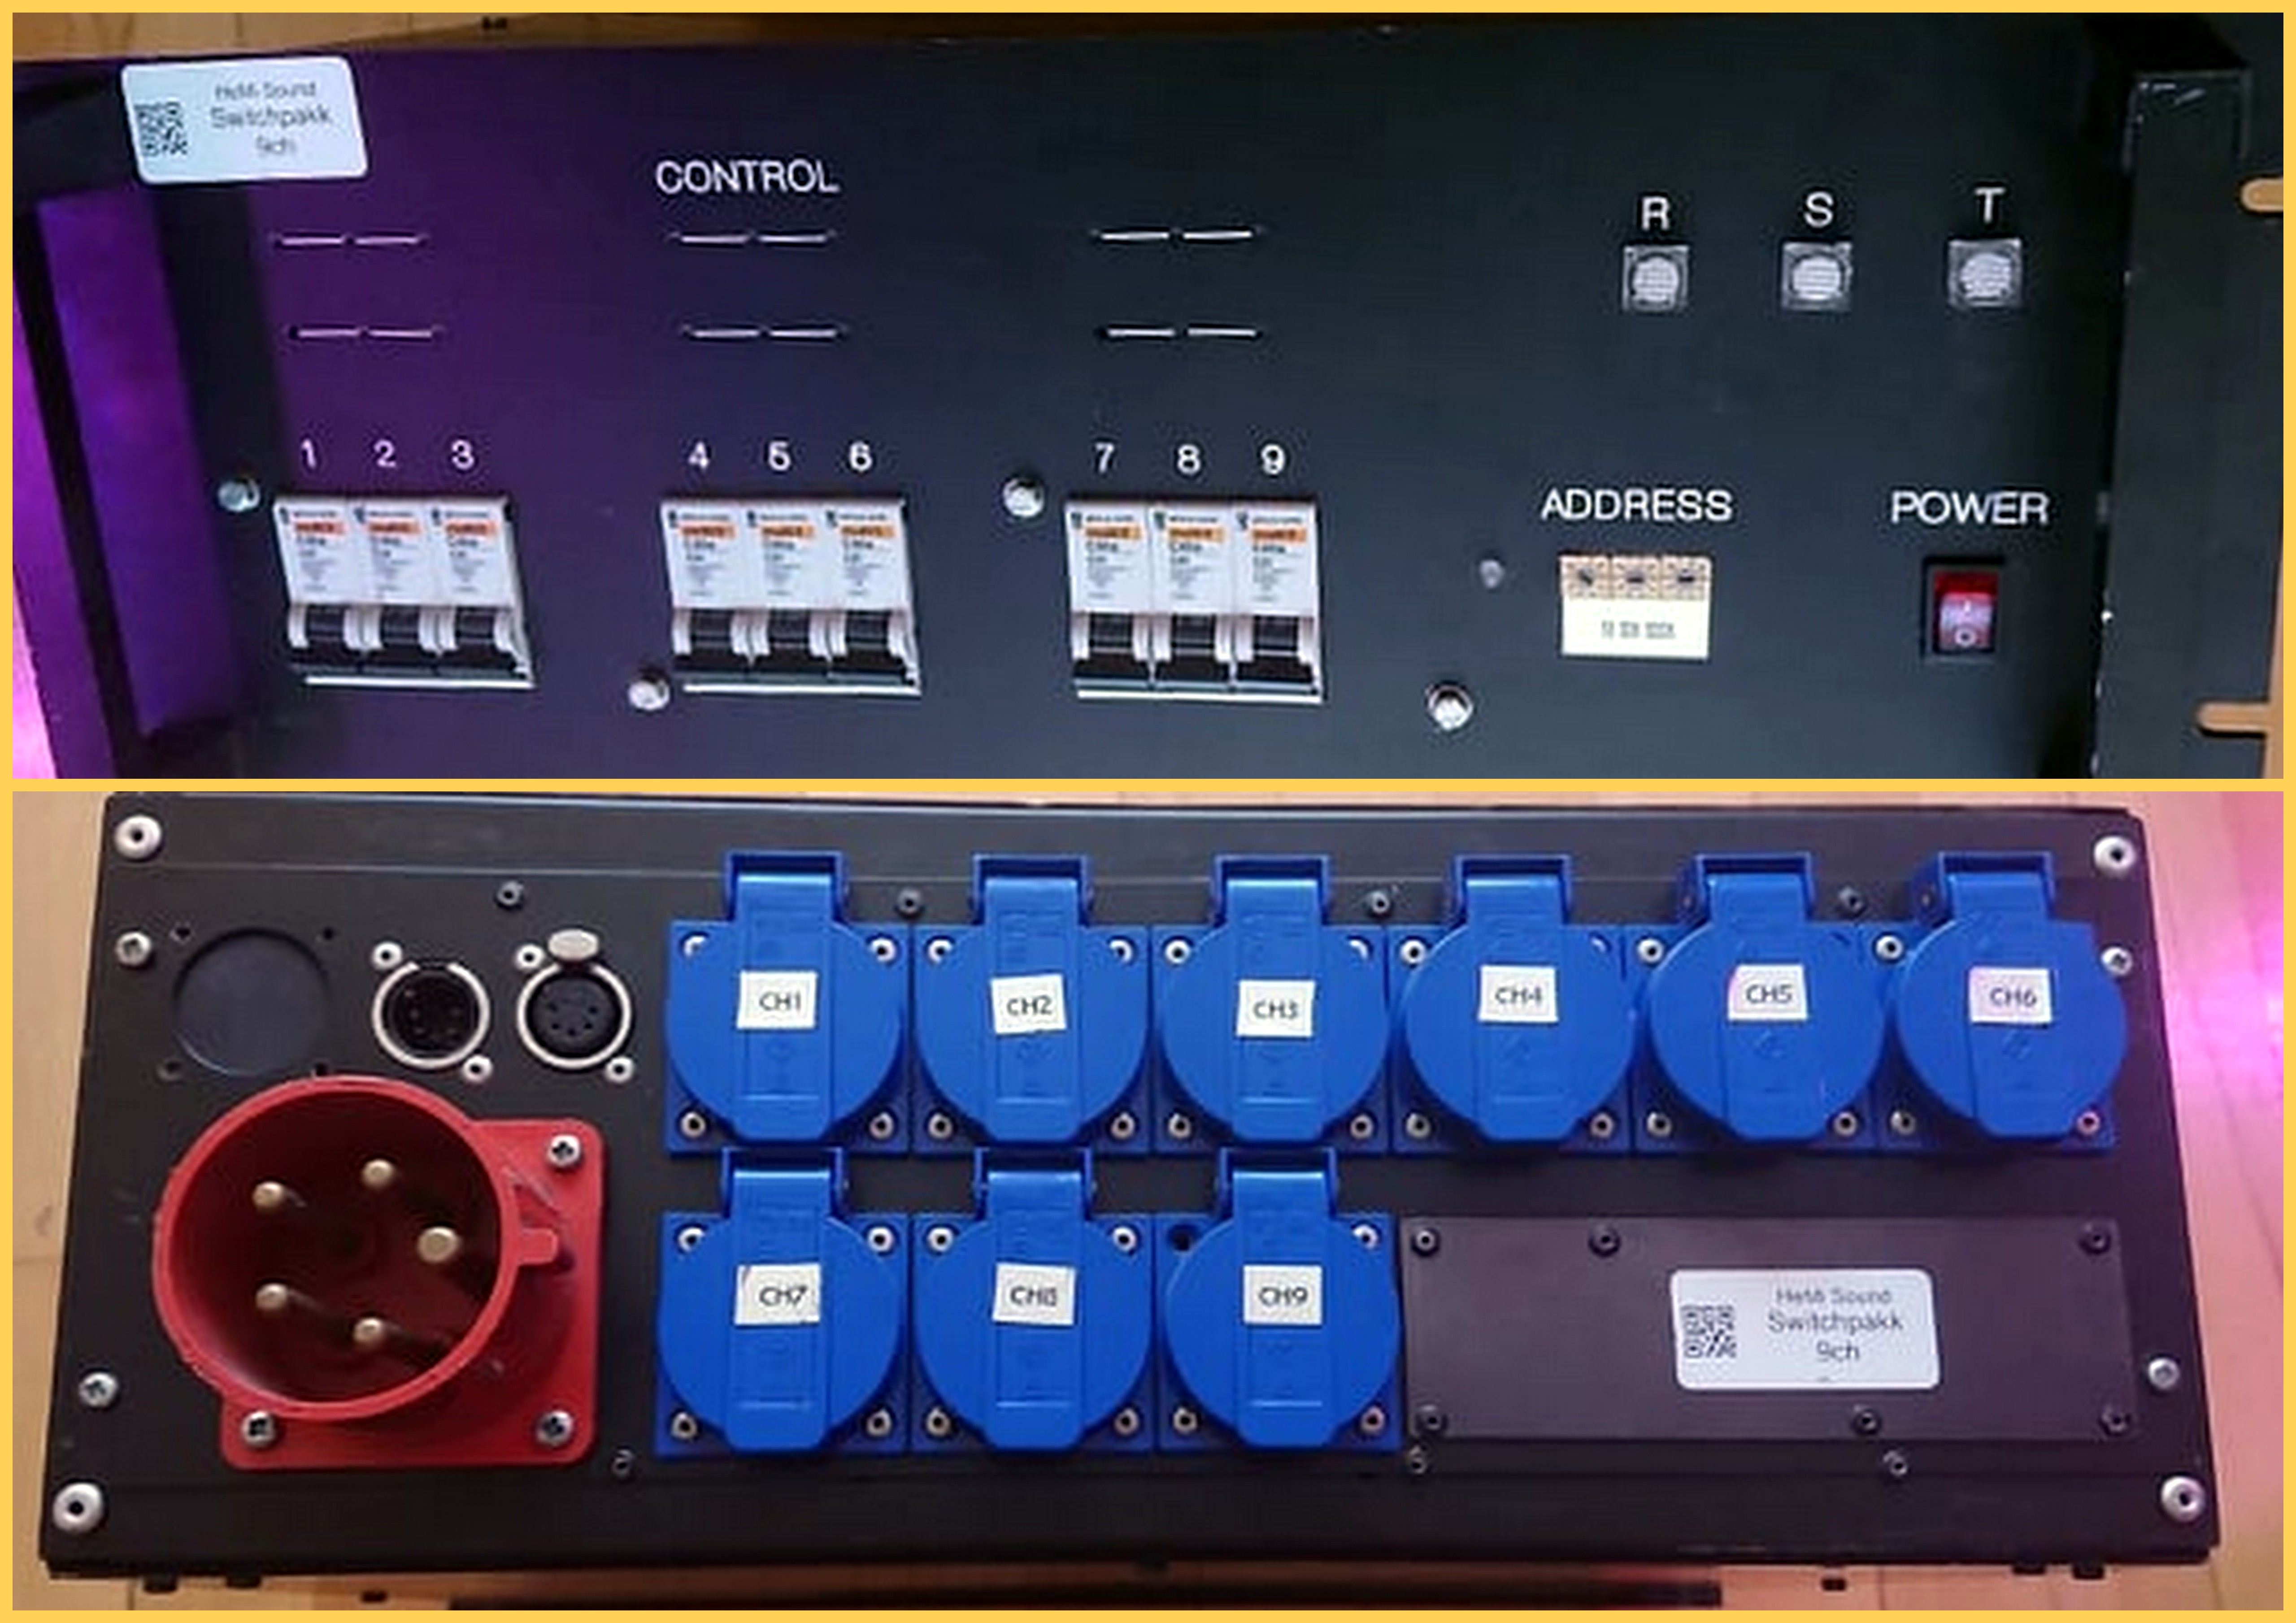 HeMi Sound
Switchpakk
9ch
CONTROL
R S T
1 2 3 4 5 6 7 8 9
ADDRESS POWER
CH1 CH2 CH3 CH4 CH5 CH6
CH7 CH8 CH9
HeMi Sound
Switchpakk
9ch